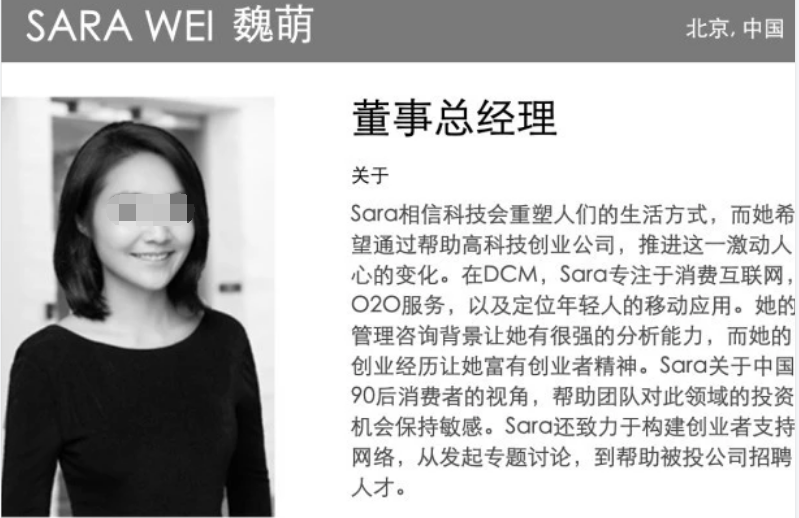 SARA WEI 魏萌
北京, 中国
董事总经理
关于
Sara相信科技会重塑人们的生活方式，而她希
望通过帮助高科技创业公司，推进这一激动人
心的变化。在DCM，Sara专注于消费互联网，
O2O服务，以及定位年轻人的移动应用。她的
管理咨询背景让她有很强的分析能力，而她的
创业经历让她富有创业者精神。Sara关于中国
90后消费者的视角，帮助团队对此领域的投资
机会保持敏感。Sara还致力于构建创业者支持
网络，从发起专题讨论，到帮助被投公司招聘
人才。